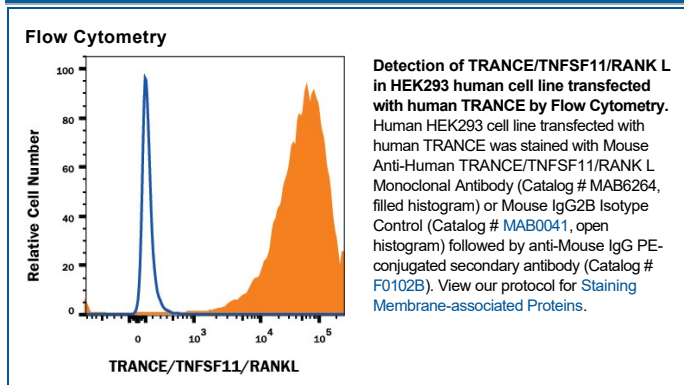 Flow Cytometry
100
80
60
40
20
0
Relative Cell Number
0
10³
10⁴
10⁵
TRANCE/TNFSF11/RANKL
Detection of TRANCE/TNFSF11/RANK L
in HEK293 human cell line transfected
with human TRANCE by Flow Cytometry.
Human HEK293 cell line transfected with
human TRANCE was stained with Mouse
Anti-Human TRANCE/TNFSF11/RANK L
Monoclonal Antibody (Catalog # MAB6264,
filled histogram) or Mouse IgG2B Isotype
Control (Catalog # MAB0041, open
histogram) followed by anti-Mouse IgG PE-
conjugated secondary antibody (Catalog #
F0102B). View our protocol for Staining
Membrane-associated Proteins.